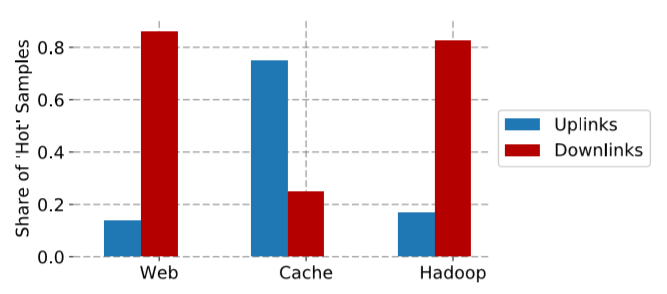 Share of 'Hot' Samples
0.8
0.6
0.4
0.2
0.0
Web
Cache
Hadoop
Uplinks
Downlinks